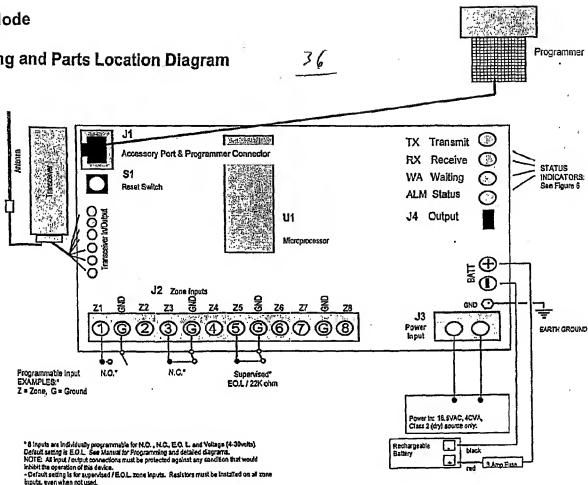 lode
ng and Parts Location Diagram
36
Programmer
Antenna
Transceiver
J1
Accessory Port & Programmer Connector
S1
Reset Switch
Transceiver In/Output
U1
Microprocessor
TX Transmit
RX Receive
WA Waiting
ALM Status
J4 Output
STATUS
INDICATORS:
See Figure 6
BATT
GND
EARTH GROUND
J2 Zone Inputs
Z1 GND Z2 Z3 GND Z4 Z5 GND Z6 Z7 GND Z8
1 G 2 3 G 4 5 G 6 7 G 8
J3
Power
Input
N.O.*
N.C.*
Supervised*
EO.L / 22K ohm
Programmable Input
EXAMPLES:*
Z = Zone, G = Ground
Power In: 16.5VAC, 40VA,
Class 2 (dry) source only.
Rechargeable
Battery
black
red
3 Amp Fuse
* 8 Inputs are individually programmable for N.O., N.C., E.O. L. and Voltage (4-30volts).
Default setting is E.O.L. See Manual for Programming and detailed diagrams.
NOTE: All input / output connections must be protected against any condition that would
inhibit the operation of this device.
- Default setting is for supervised / E.O.L. zone inputs. Resistors must be installed on all zone
inputs, even when not used.